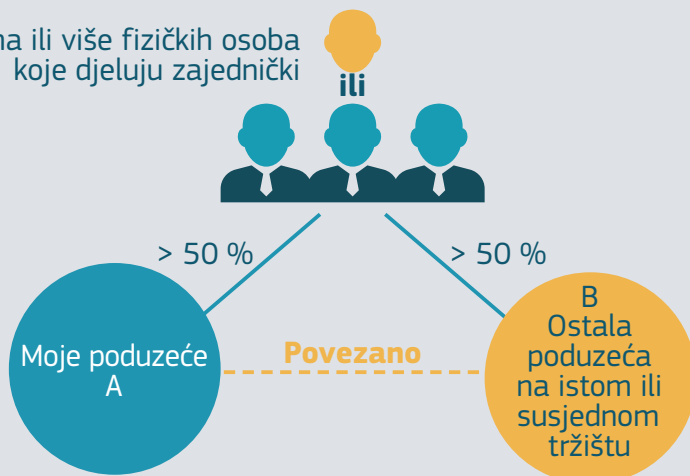 ili više fizičkih osoba
koje djeluju zajednički
ili
> 50 %
> 50 %
Moje poduzeće
A
Povezano
B
Ostala
poduzeća
na istom ili
susjednom
tržištu